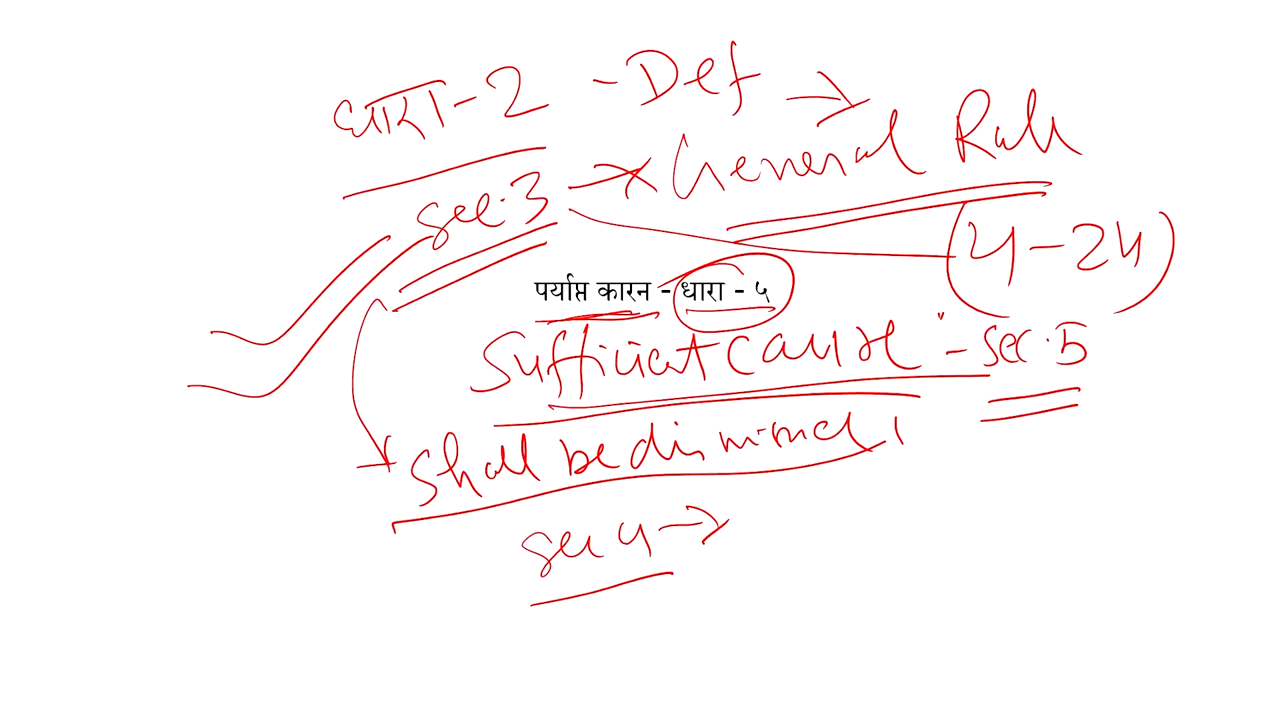 धारा-2 - Def →
Sec. 3 → General Rule
(4-24)
पर्याप्त कारन - धारा - ५
Sufficient cause" - Sec. 5
Shall be dismissed।
Sec 4 →